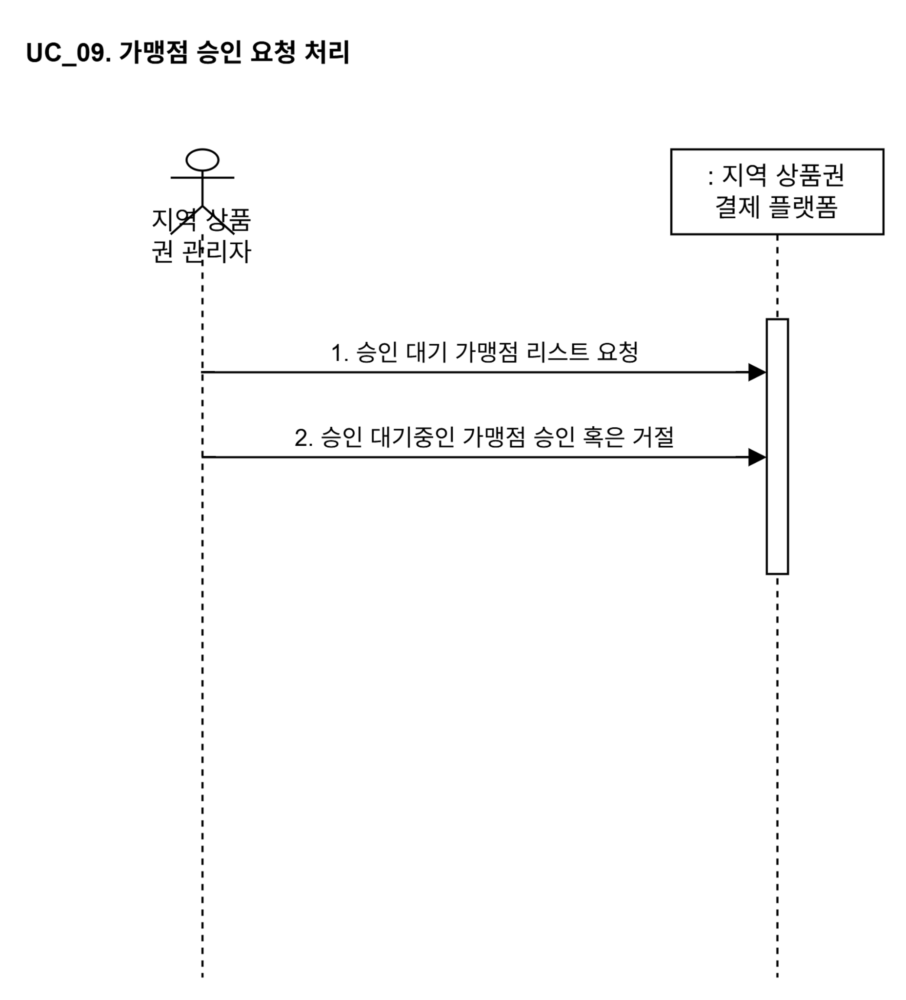 UC_09. 가맹점 승인 요청 처리
지역 상품
권 관리자
: 지역 상품권
결제 플랫폼
1. 승인 대기 가맹점 리스트 요청
2. 승인 대기중인 가맹점 승인 혹은 거절